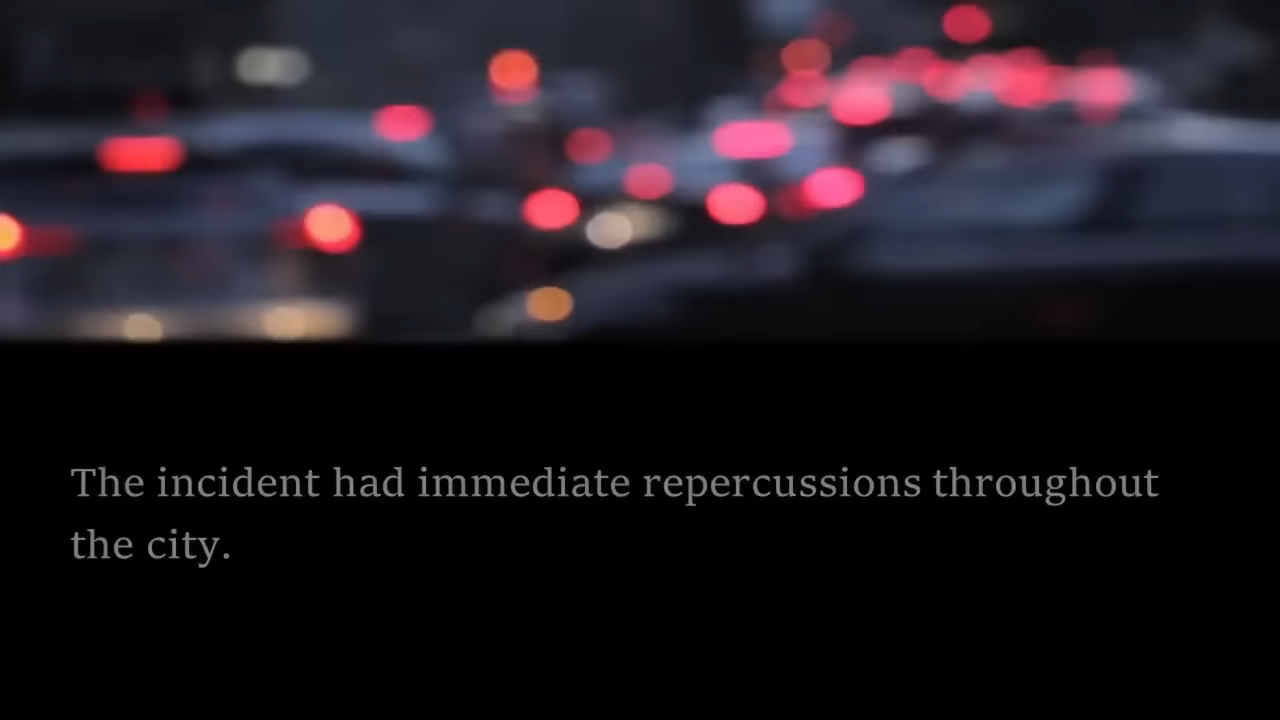 The incident had immediate repercussions throughout
the city.